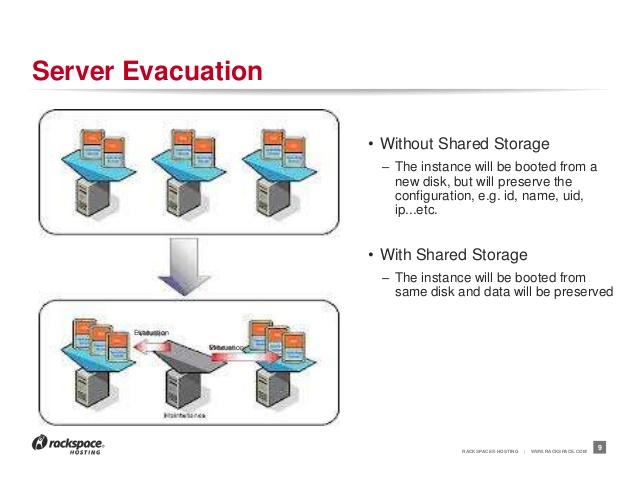 Server Evacuation
• Without Shared Storage
– The instance will be booted from a
new disk, but will preserve the
configuration, e.g. id, name, uid,
ip...etc.
• With Shared Storage
– The instance will be booted from
same disk and data will be preserved
Maintenance
rackspace
HOSTING
RACKSPACE® HOSTING | WWW.RACKSPACE.COM
9